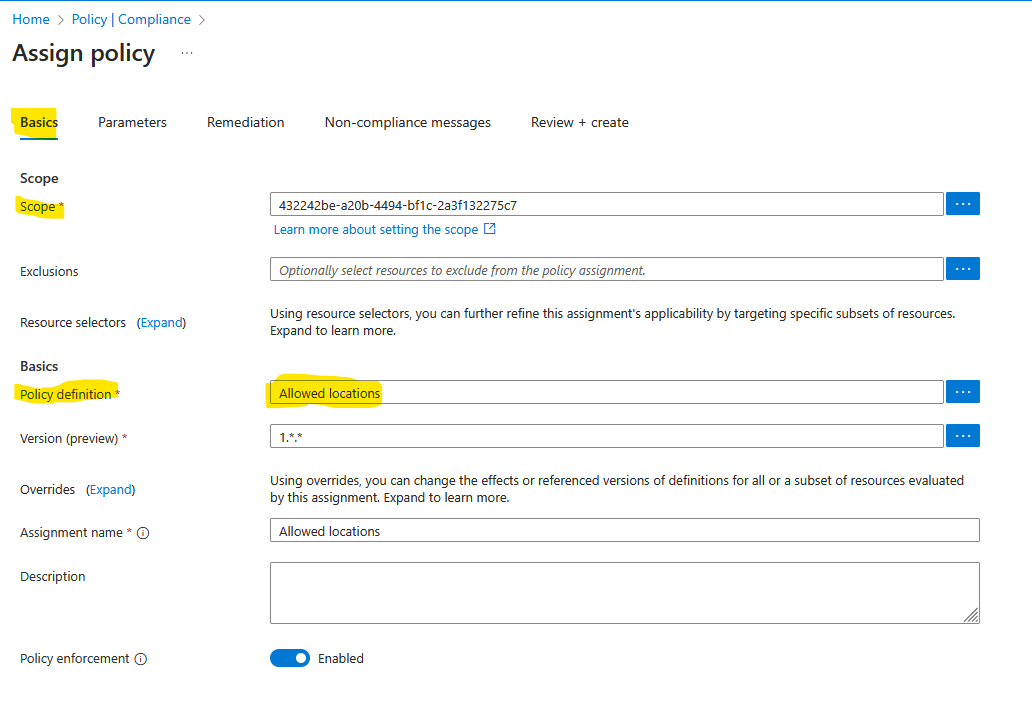 Home > Policy | Compliance >
Assign policy ...
Basics Parameters Remediation Non-compliance messages Review + create
Scope
Scope * 432242be-a20b-4494-bf1c-2a3f132275c7 ...
Learn more about setting the scope
Exclusions Optionally select resources to exclude from the policy assignment. ...
Resource selectors (Expand) Using resource selectors, you can further refine this assignment's applicability by targeting specific subsets of resources.
Expand to learn more.
Basics
Policy definition * Allowed locations ...
Version (preview) * 1.*.* ...
Overrides (Expand) Using overrides, you can change the effects or referenced versions of definitions for all or a subset of resources evaluated
by this assignment. Expand to learn more.
Assignment name * Allowed locations
Description
Policy enforcement Enabled